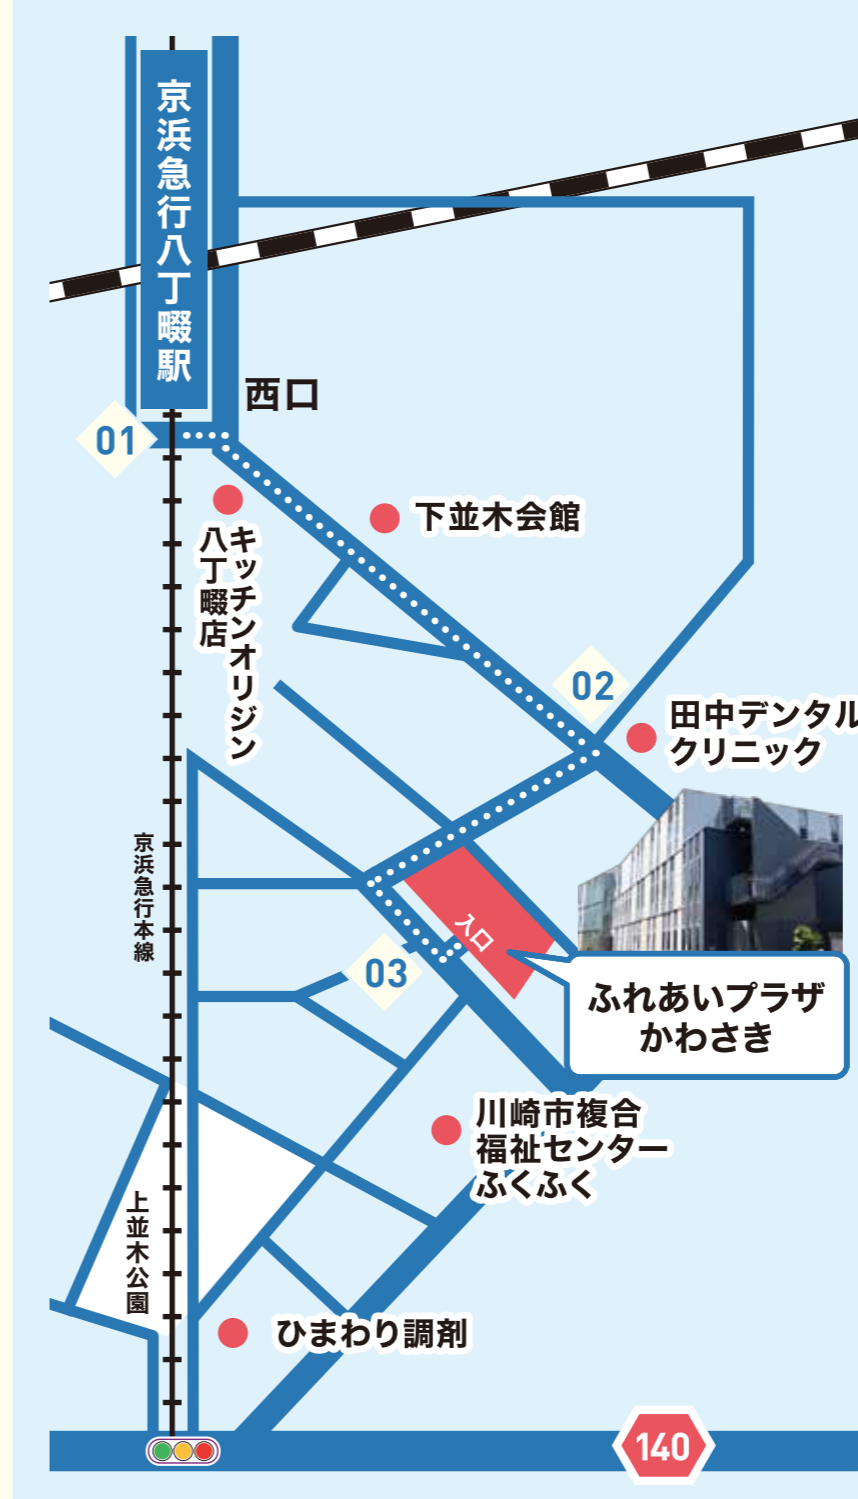 京浜急行八丁畷駅
西口
01
下並木会館
キッチンオリジン
八丁畷店
02
田中デンタル
クリニック
京浜急行本線
入口
03
ふれあいプラザ
かわさき
川崎市複合
福祉センター
ふくふく
上並木公園
ひまわり調剤
140